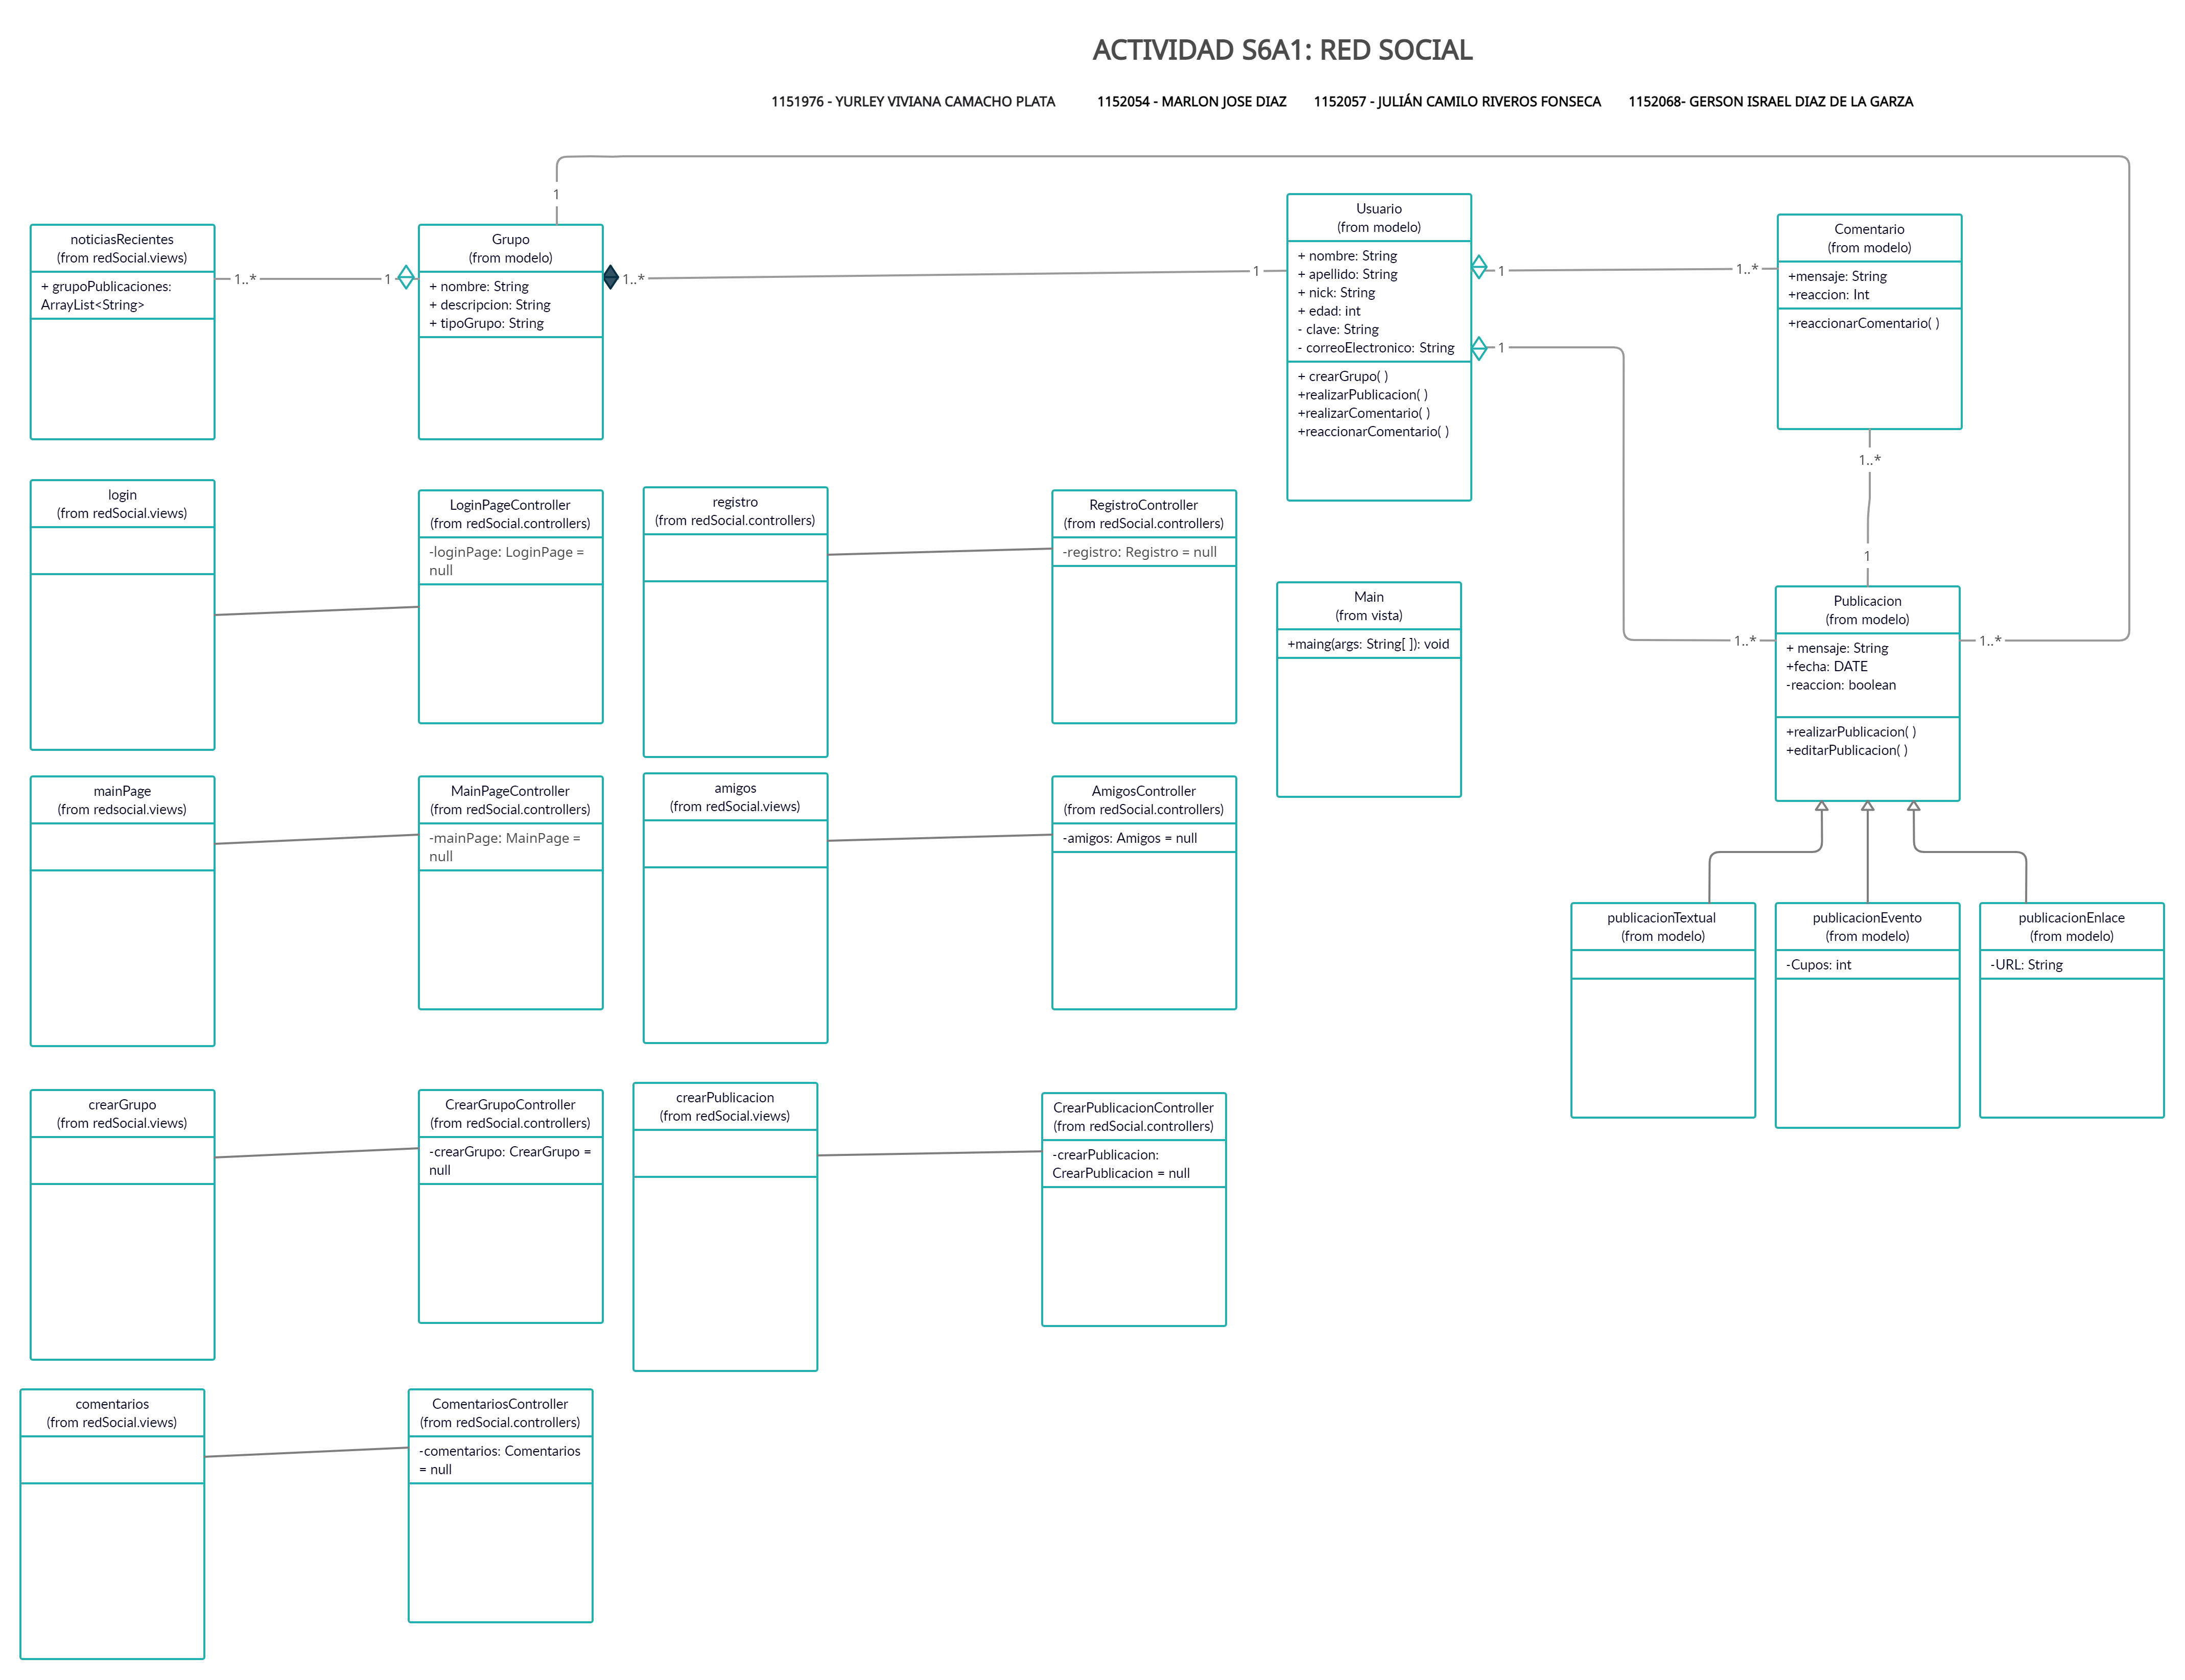 ACTIVIDAD S6A1: RED SOCIAL
1151976 - YURLEY VIVIANA CAMACHO PLATA
1152054 - MARLON JOSE DIAZ
1152057 - JULIÁN CAMILO RIVEROS FONSECA
1152068- GERSON ISRAEL DIAZ DE LA GARZA
noticiasRecientes
(from redSocial.views)
+ grupoPublicaciones:
ArrayList<String>
1..*
1
1
Grupo
(from modelo)
+ nombre: String
+ descripcion: String
+ tipoGrupo: String
1..*
1
Usuario
(from modelo)
+ nombre: String
+ apellido: String
+ nick: String
+ edad: int
- clave: String
- correoElectronico: String
+ crearGrupo( )
+realizarPublicacion( )
+realizarComentario( )
+reaccionarComentario( )
1
1..*
1
Comentario
(from modelo)
+mensaje: String
+reaccion: Int
+reaccionarComentario( )
1..*
1
login
(from redSocial.views)
LoginPageController
(from redSocial.controllers)
-loginPage: LoginPage =
null
registro
(from redSocial.controllers)
RegistroController
(from redSocial.controllers)
-registro: Registro = null
Main
(from vista)
+maing(args: String[ ]): void
1..*
Publicacion
(from modelo)
+ mensaje: String
+fecha: DATE
-reaccion: boolean
+realizarPublicacion( )
+editarPublicacion( )
1..*
mainPage
(from redsocial.views)
MainPageController
(from redSocial.controllers)
-mainPage: MainPage =
null
amigos
(from redSocial.views)
AmigosController
(from redSocial.controllers)
-amigos: Amigos = null
publicacionTextual
(from modelo)
publicacionEvento
(from modelo)
-Cupos: int
publicacionEnlace
(from modelo)
-URL: String
crearGrupo
(from redSocial.views)
CrearGrupoController
(from redSocial.controllers)
-crearGrupo: CrearGrupo =
null
crearPublicacion
(from redSocial.views)
CrearPublicacionController
(from redSocial.controllers)
-crearPublicacion:
CrearPublicacion = null
comentarios
(from redSocial.views)
ComentariosController
(from redSocial.controllers)
-comentarios: Comentarios
= null